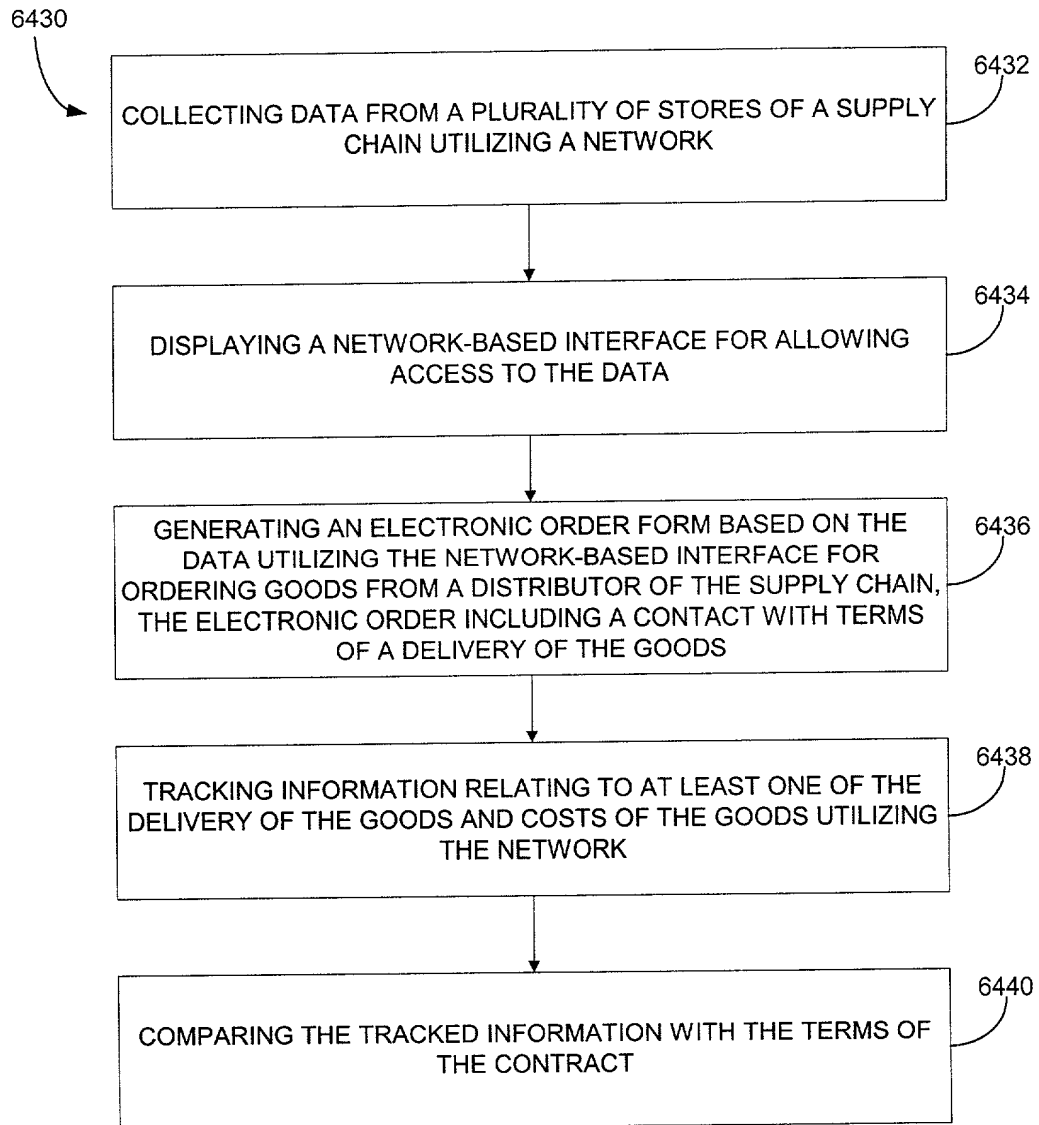 6430
6432
COLLECTING DATA FROM A PLURALITY OF STORES OF A SUPPLY
CHAIN UTILIZING A NETWORK
6434
DISPLAYING A NETWORK-BASED INTERFACE FOR ALLOWING
ACCESS TO THE DATA
6436
GENERATING AN ELECTRONIC ORDER FORM BASED ON THE
DATA UTILIZING THE NETWORK-BASED INTERFACE FOR
ORDERING GOODS FROM A DISTRIBUTOR OF THE SUPPLY CHAIN,
THE ELECTRONIC ORDER INCLUDING A CONTACT WITH TERMS
OF A DELIVERY OF THE GOODS
6438
TRACKING INFORMATION RELATING TO AT LEAST ONE OF THE
DELIVERY OF THE GOODS AND COSTS OF THE GOODS UTILIZING
THE NETWORK
6440
COMPARING THE TRACKED INFORMATION WITH THE TERMS OF
THE CONTRACT